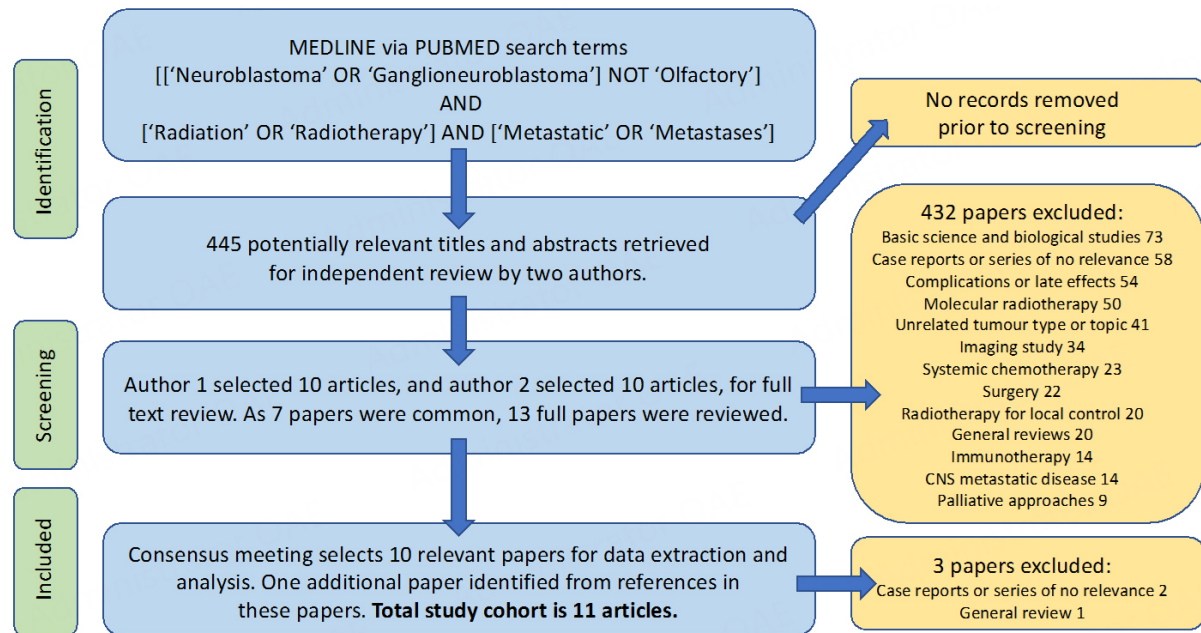 Identification
MEDLINE via PUBMED search terms
[['Neuroblastoma' OR 'Ganglioneuroblastoma'] NOT 'Olfactory']
AND
['Radiation' OR 'Radiotherapy'] AND ['Metastatic' OR 'Metastases']
No records removed
prior to screening
445 potentially relevant titles and abstracts retrieved
for independent review by two authors.
432 papers excluded:
Basic science and biological studies 73
Case reports or series of no relevance 58
Complications or late effects 54
Molecular radiotherapy 50
Unrelated tumour type or topic 41
Imaging study 34
Systemic chemotherapy 23
Surgery 22
Radiotherapy for local control 20
General reviews 20
Immunotherapy 14
CNS metastatic disease 14
Palliative approaches 9
Screening
Author 1 selected 10 articles, and author 2 selected 10 articles, for full
text review. As 7 papers were common, 13 full papers were reviewed.
Included
Consensus meeting selects 10 relevant papers for data extraction and
analysis. One additional paper identified from references in
these papers. Total study cohort is 11 articles.
3 papers excluded:
Case reports or series of no relevance 2
General review 1